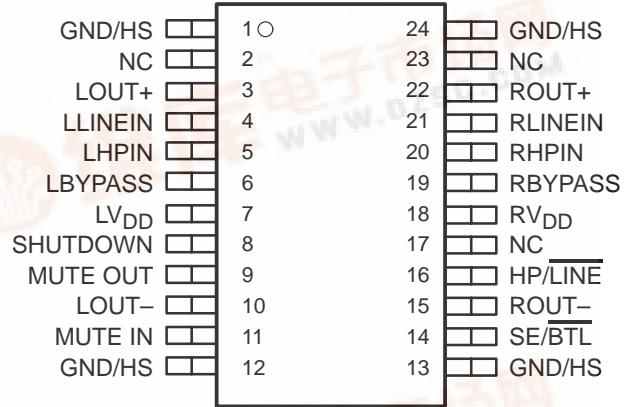 GND/HS 1 24 GND/HS
NC 2 23 NC
LOUT+ 3 22 ROUT+
LLINEIN 4 21 RLINEIN
LHPIN 5 20 RHPIN
LBYPASS 6 19 RBYPASS
LVDD 7 18 RVDD
SHUTDOWN 8 17 NC
MUTE OUT 9 16 HP/LINE
LOUT– 10 15 ROUT–
MUTE IN 11 14 SE/BTL
GND/HS 12 13 GND/HS